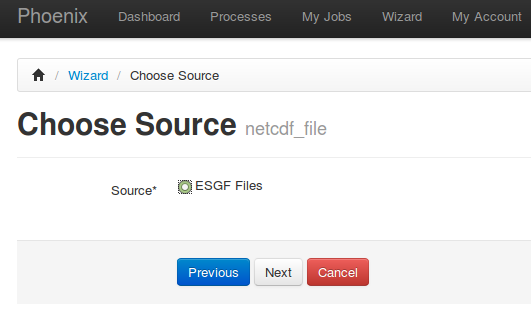 Phoenix Dashboard Processes My Jobs Wizard My Account
/ Wizard / Choose Source
Choose Source netcdf_file
Source* ESGF Files
Previous Next Cancel